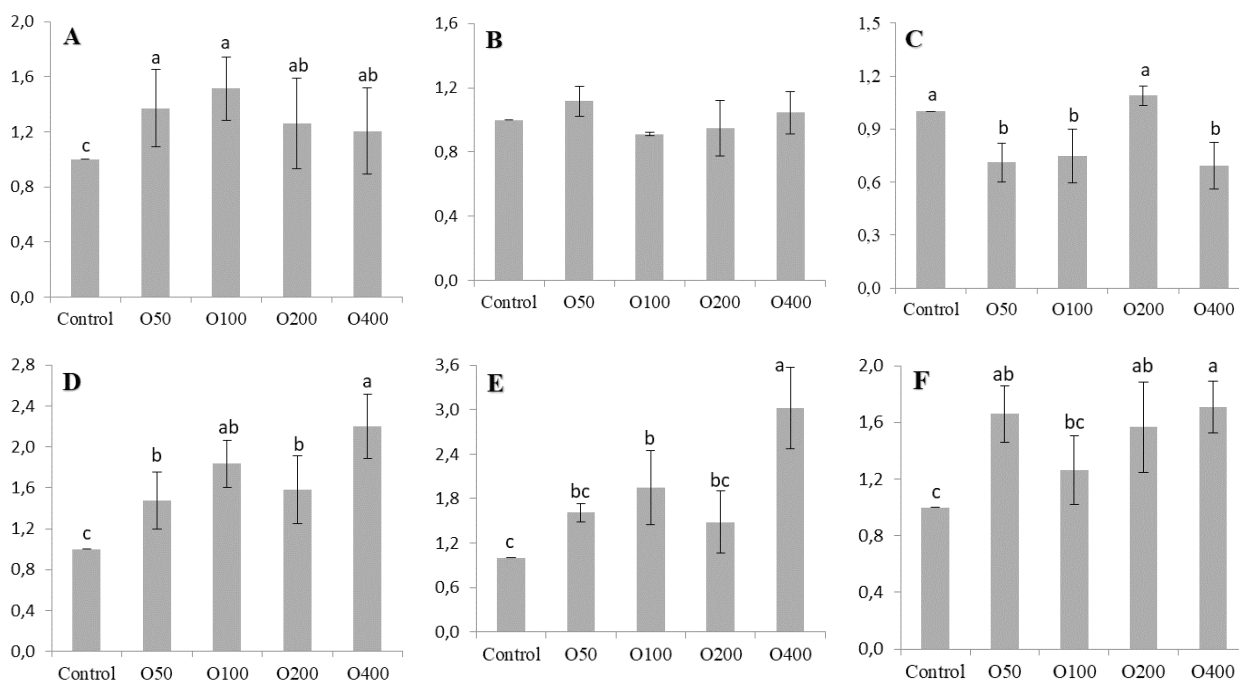 A
2,0
1,6
1,2
0,8
0,4
0,0
c a a ab ab
Control O50 O100 O200 O400
B
1,6
1,2
0,8
0,4
0,0
Control O50 O100 O200 O400
C
1,5
1,2
0,9
0,6
0,3
0,0
a b b a b
Control O50 O100 O200 O400
D
2,8
2,4
2,0
1,6
1,2
0,8
0,4
0,0
c b ab b a
Control O50 O100 O200 O400
E
3,6
3,0
2,4
1,8
1,2
0,6
0,0
c bc b bc a
Control O50 O100 O200 O400
F
2,0
1,6
1,2
0,8
0,4
0,0
c ab bc ab a
Control O50 O100 O200 O400